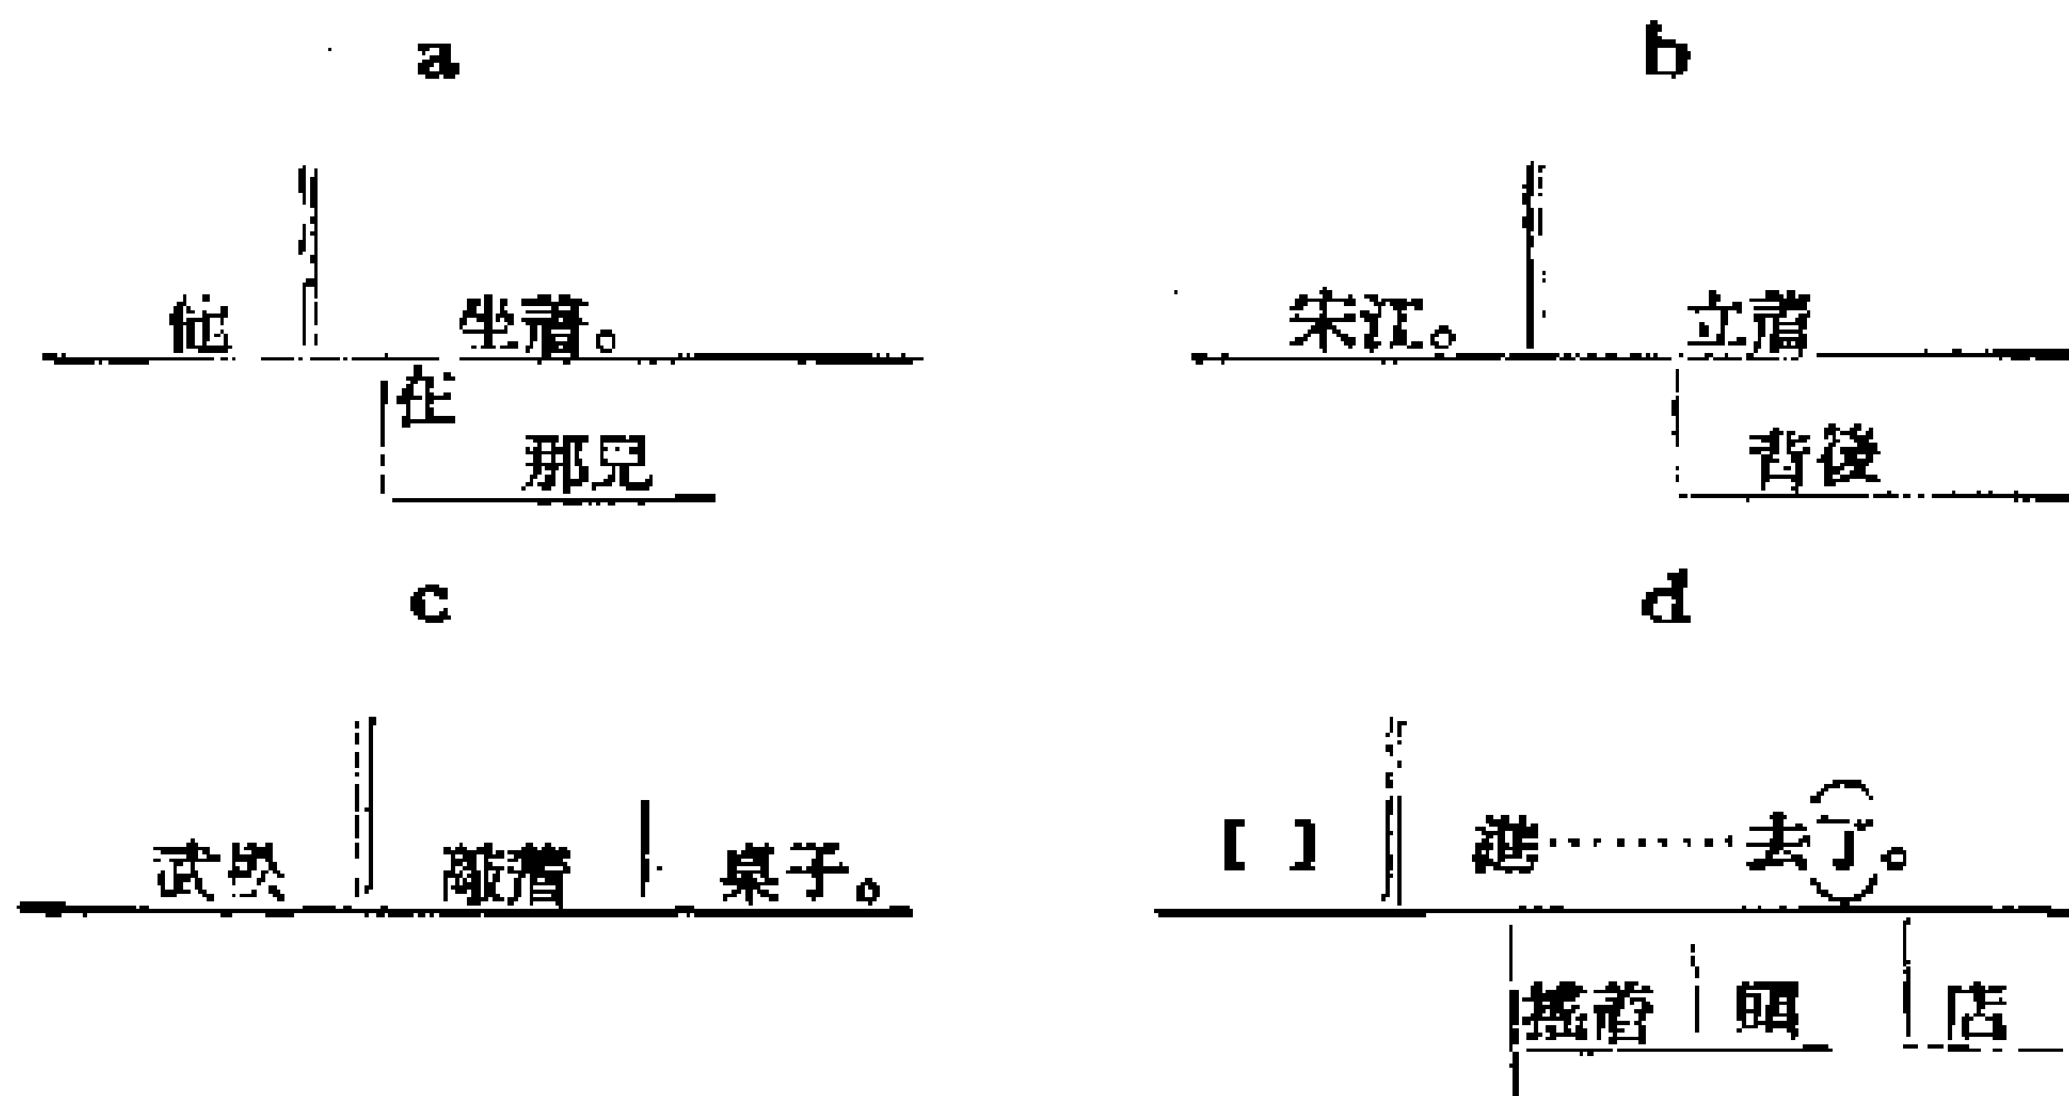 a b
他 坐着。 宋江。 立着
在
那兒 背後
c d
武松 敲着 桌子。 [ ] 進………去了。
搖着 店